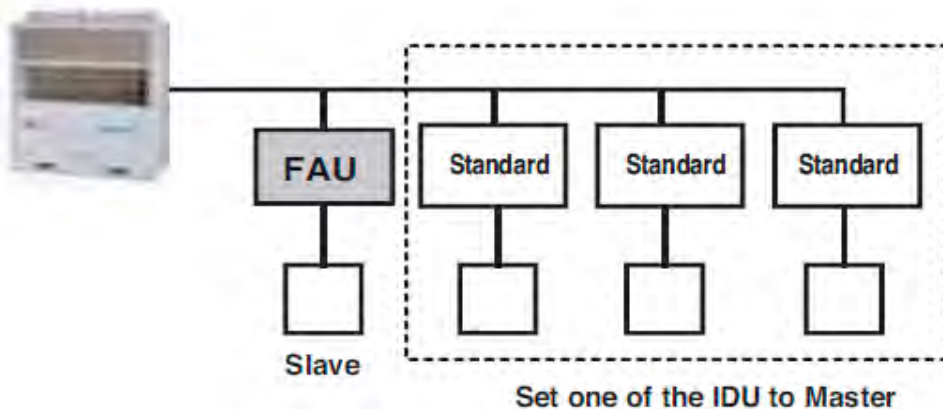 FAU
Standard
Standard
Standard
Slave
Set one of the IDU to Master